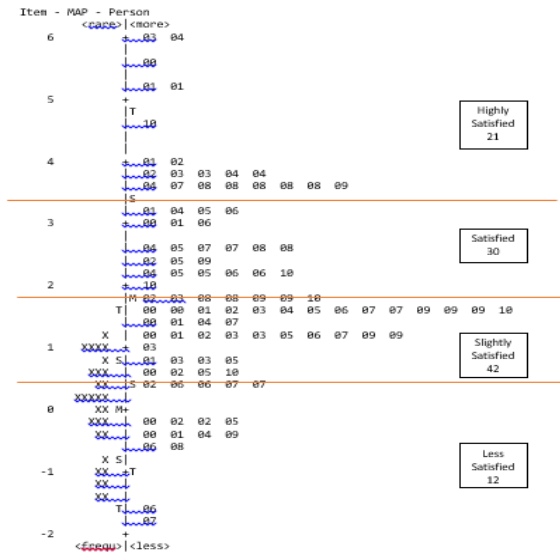 Item - MAP - Person
<rare>|<more>
6 + 03 04
|
| 00
|
| 01 01
5 +
|T
| 10
|
|
4 + 01 02
| 02 03 03 04 04
| 04 07 08 08 08 08 08 09
|S
| 01 04 05 06
3 + 00 01 06
|
| 04 05 07 07 08 08
| 02 05 09
| 04 05 05 06 06 10
2 + 10
|M 02 03 08 08 09 09 10
T| 00 00 01 02 03 04 05 06 07 07 09 09 09 10
| 00 01 04 07
X | 00 01 02 03 03 05 06 07 09 09
1 XXXX + 03
X S| 01 03 03 05
XXX | 00 02 05 10
XX |S 02 06 06 07 07
XXXXX |
0 XX M+
XXX | 00 02 02 05
XX | 00 01 04 09
| 06 08
X S|
-1 XX +T
XX |
XX |
T| 06
| 07
-2 +
<frequ>|<less>
Highly
Satisfied
21
Satisfied
30
Slightly
Satisfied
42
Less
Satisfied
12